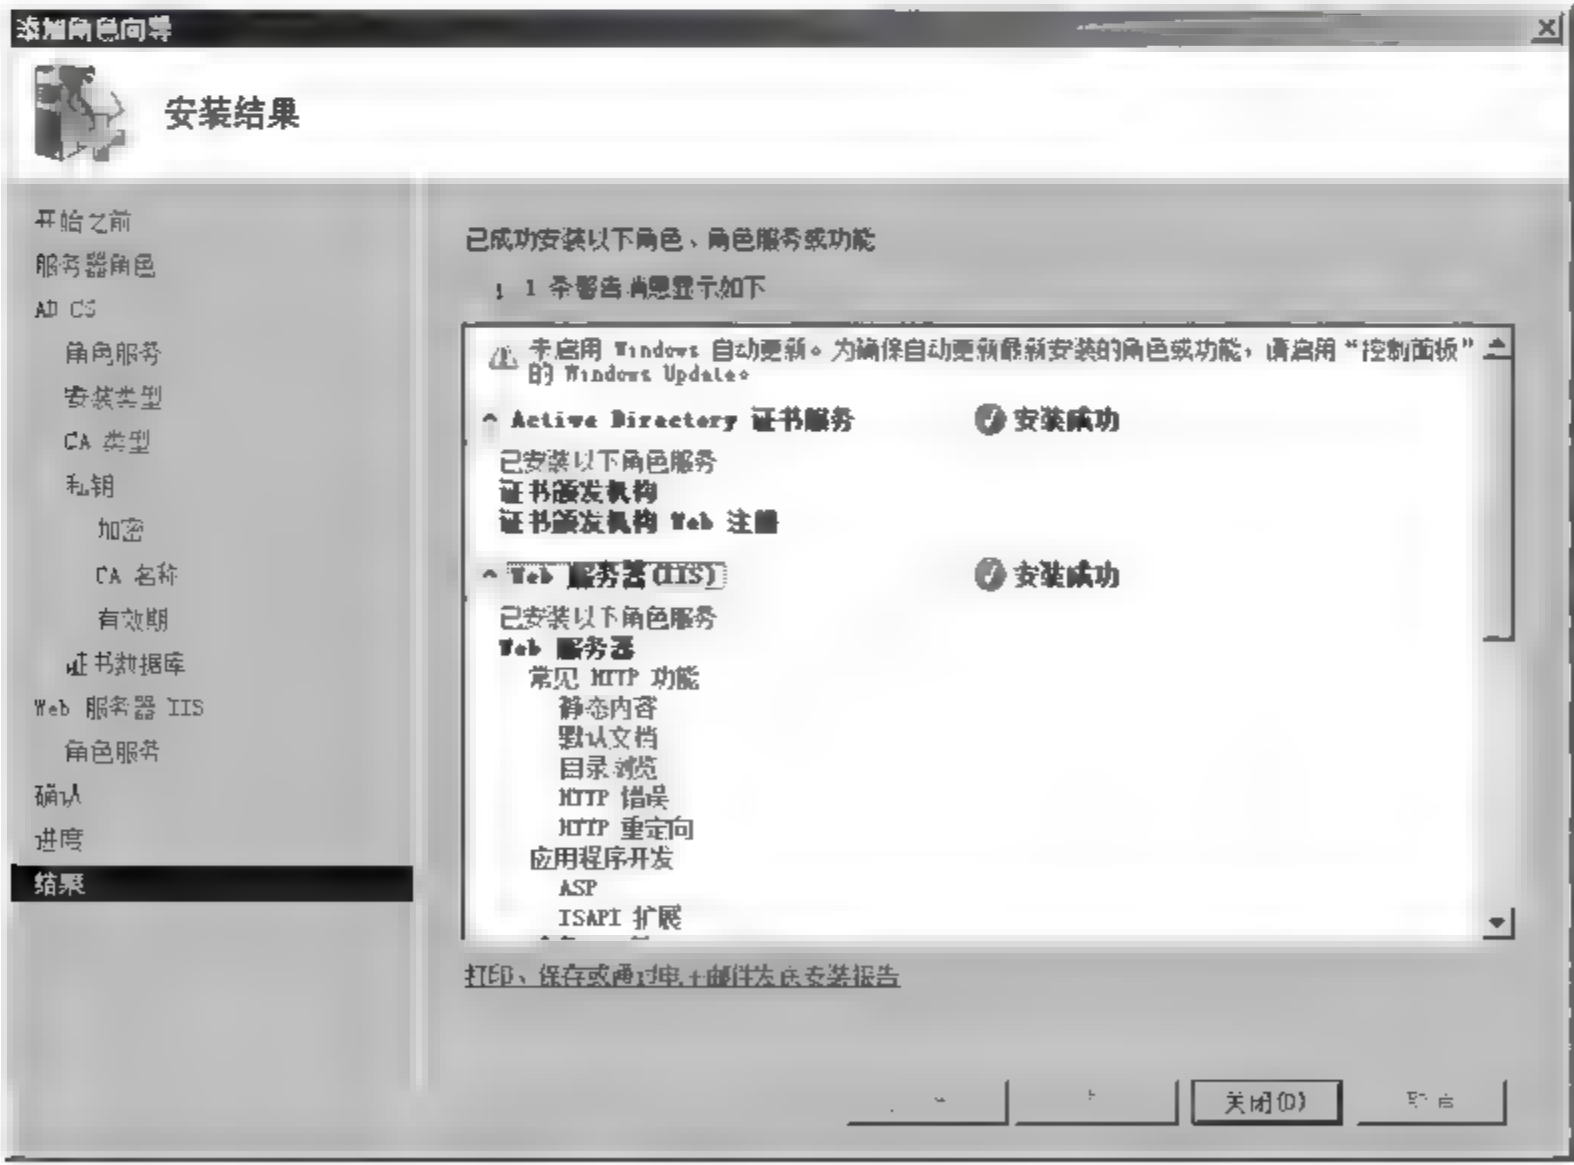 添加角色向导
安装结果
开始之前
服务器角色
AD CS
角色服务
安装类型
CA 类型
私钥
加密
CA 名称
有效期
证书数据库
Web 服务器 IIS
角色服务
确认
进度
结果
已成功安装以下角色、角色服务或功能
1 条警告 消息显示如下
未启用 Windows 自动更新。为确保自动更新最新安装的角色或功能，请启用“控制面板”
的 Windows Update。
Active Directory 证书服务 安装成功
已安装以下角色服务
证书颁发机构
证书颁发机构 Web 注册
Web 服务器(IIS) 安装成功
已安装以下角色服务
Web 服务器
常见 HTTP 功能
静态内容
默认文档
目录浏览
HTTP 错误
HTTP 重定向
应用程序开发
ASP
ISAPI 扩展
打印、保存或通过电子邮件发送安装报告
关闭(O)